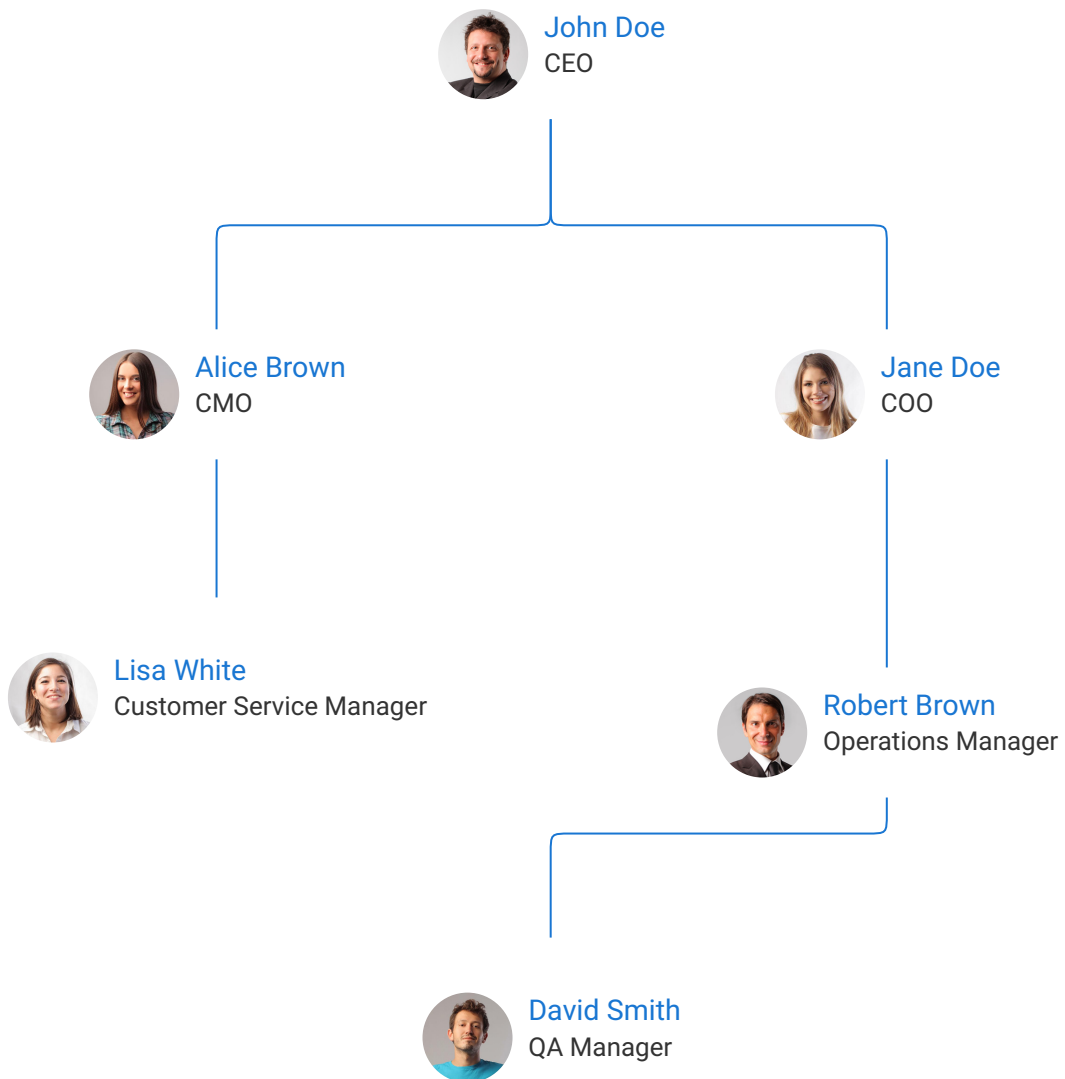 John Doe
CEO
Alice Brown
CMO
Jane Doe
COO
Lisa White
Customer Service Manager
Robert Brown
Operations Manager
David Smith
QA Manager